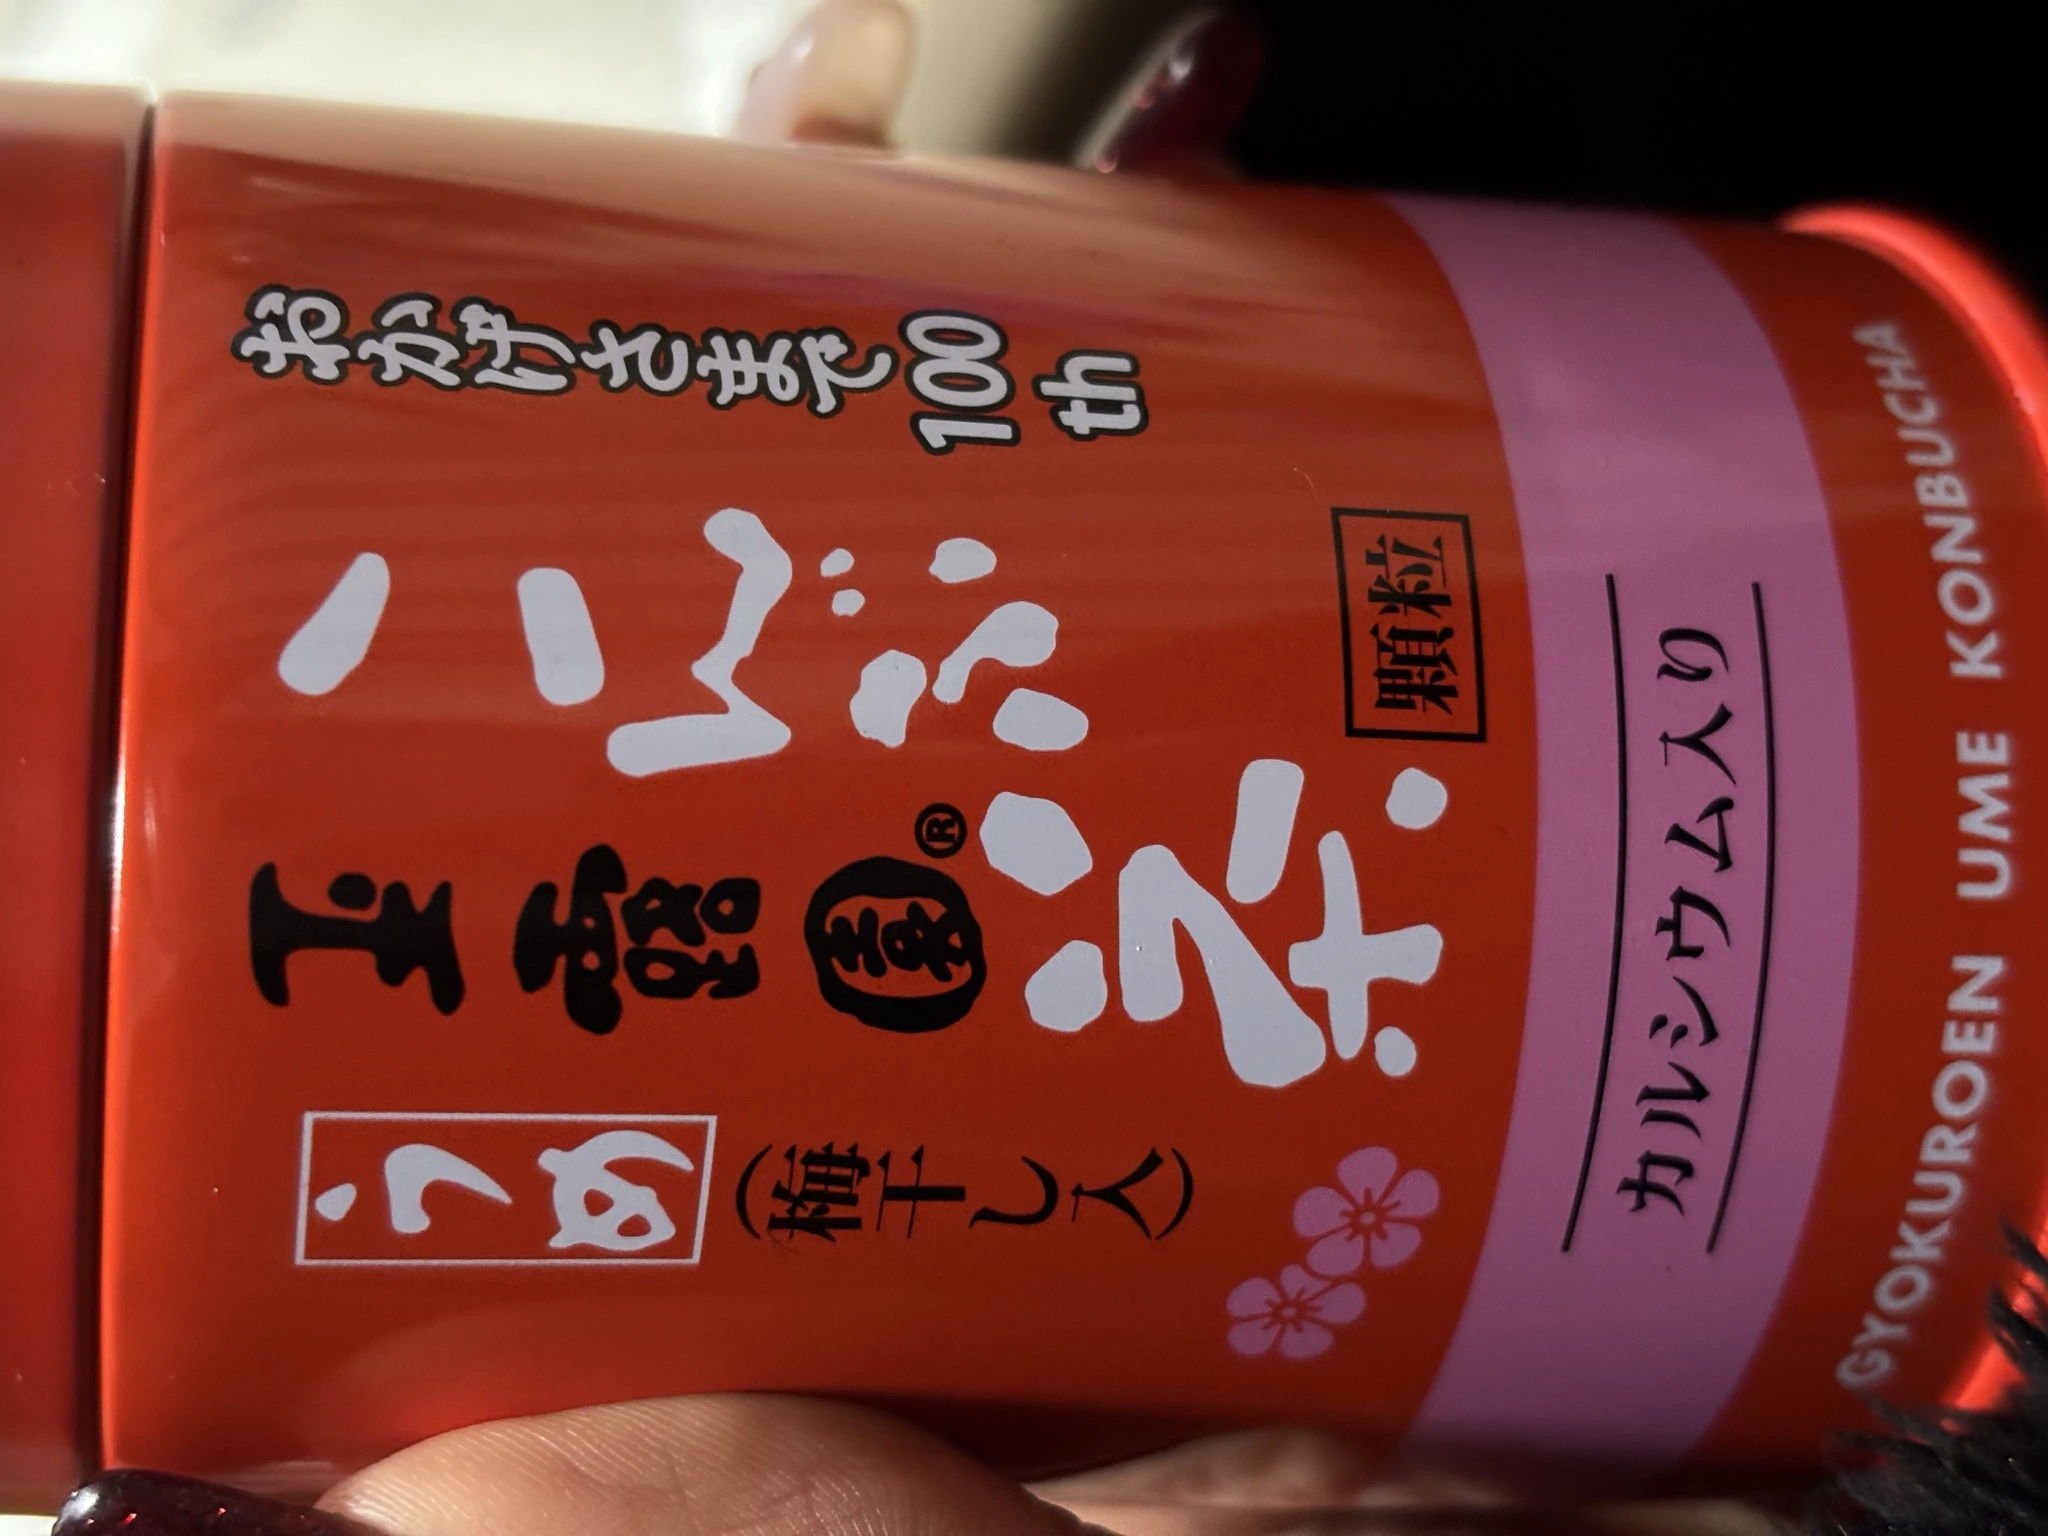 おかげさまで100th
こんぶ茶
顆粒
玉露園®
うめ
(梅干し入)
カルシウム入り
GYOKUROEN UME KONBUCHA